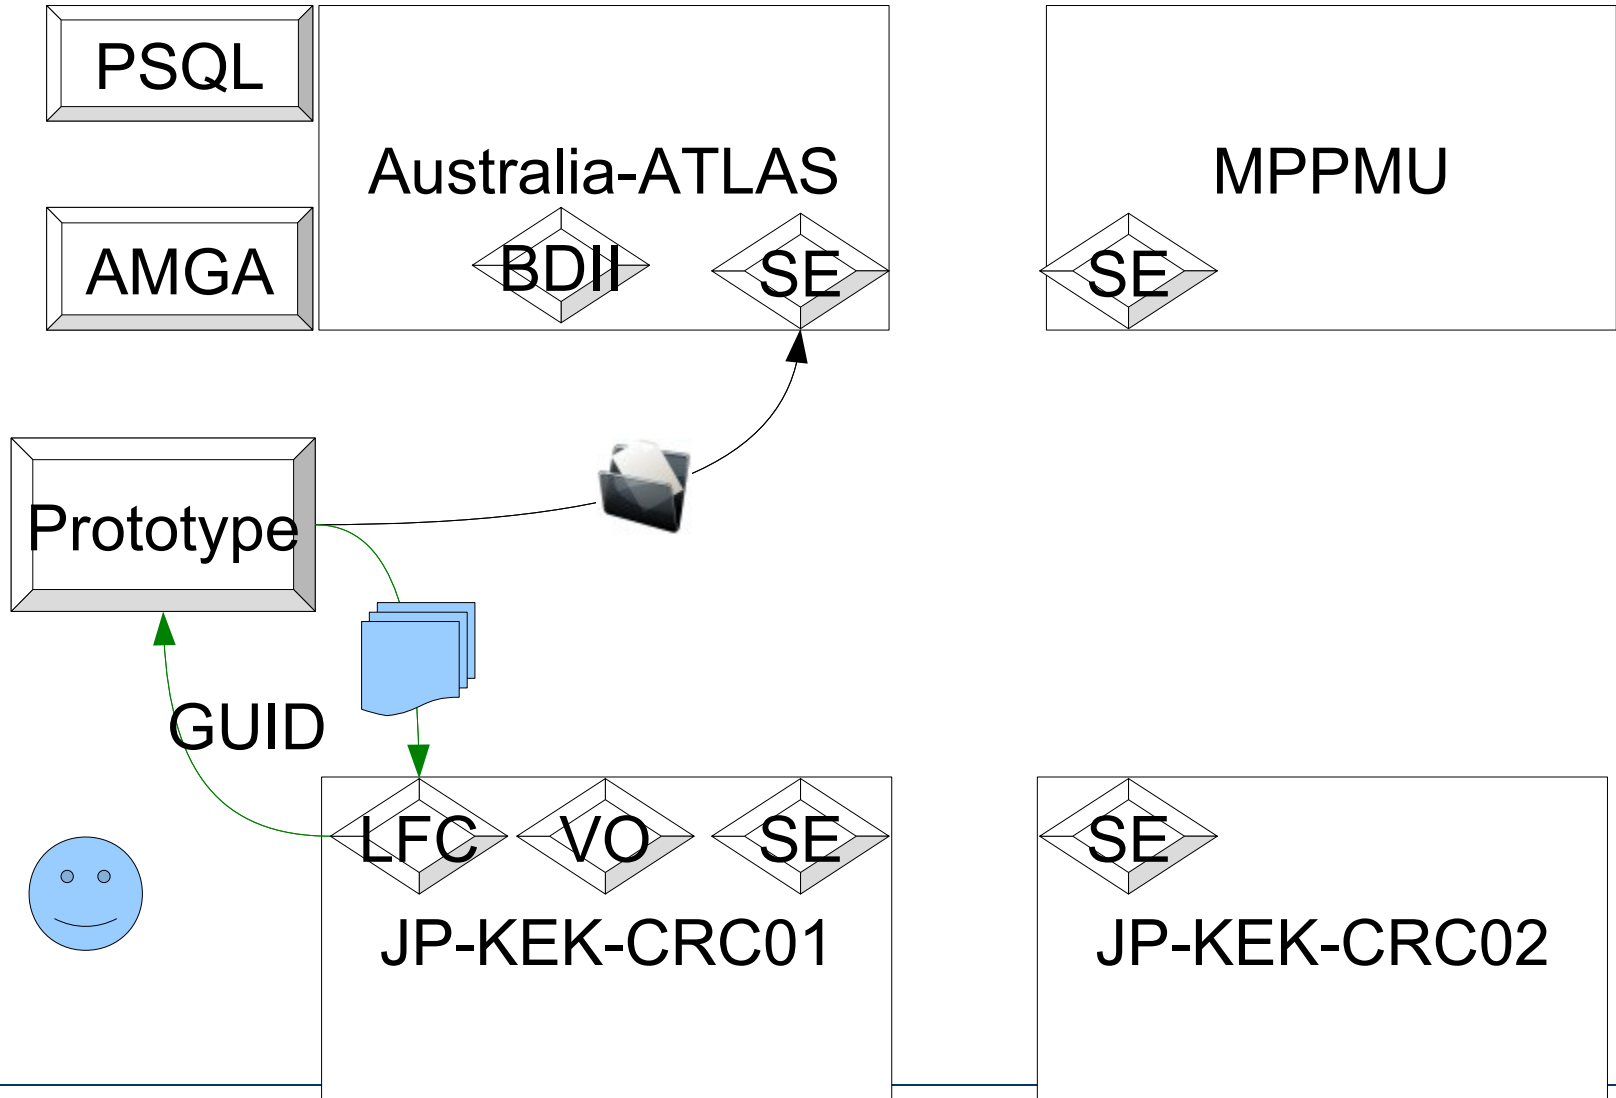 PSQL
Australia-ATLAS
MPPMU
AMGA
BDII
SE
SE
Prototype
GUID
LFC
VO
SE
SE
JP-KEK-CRC01
JP-KEK-CRC02